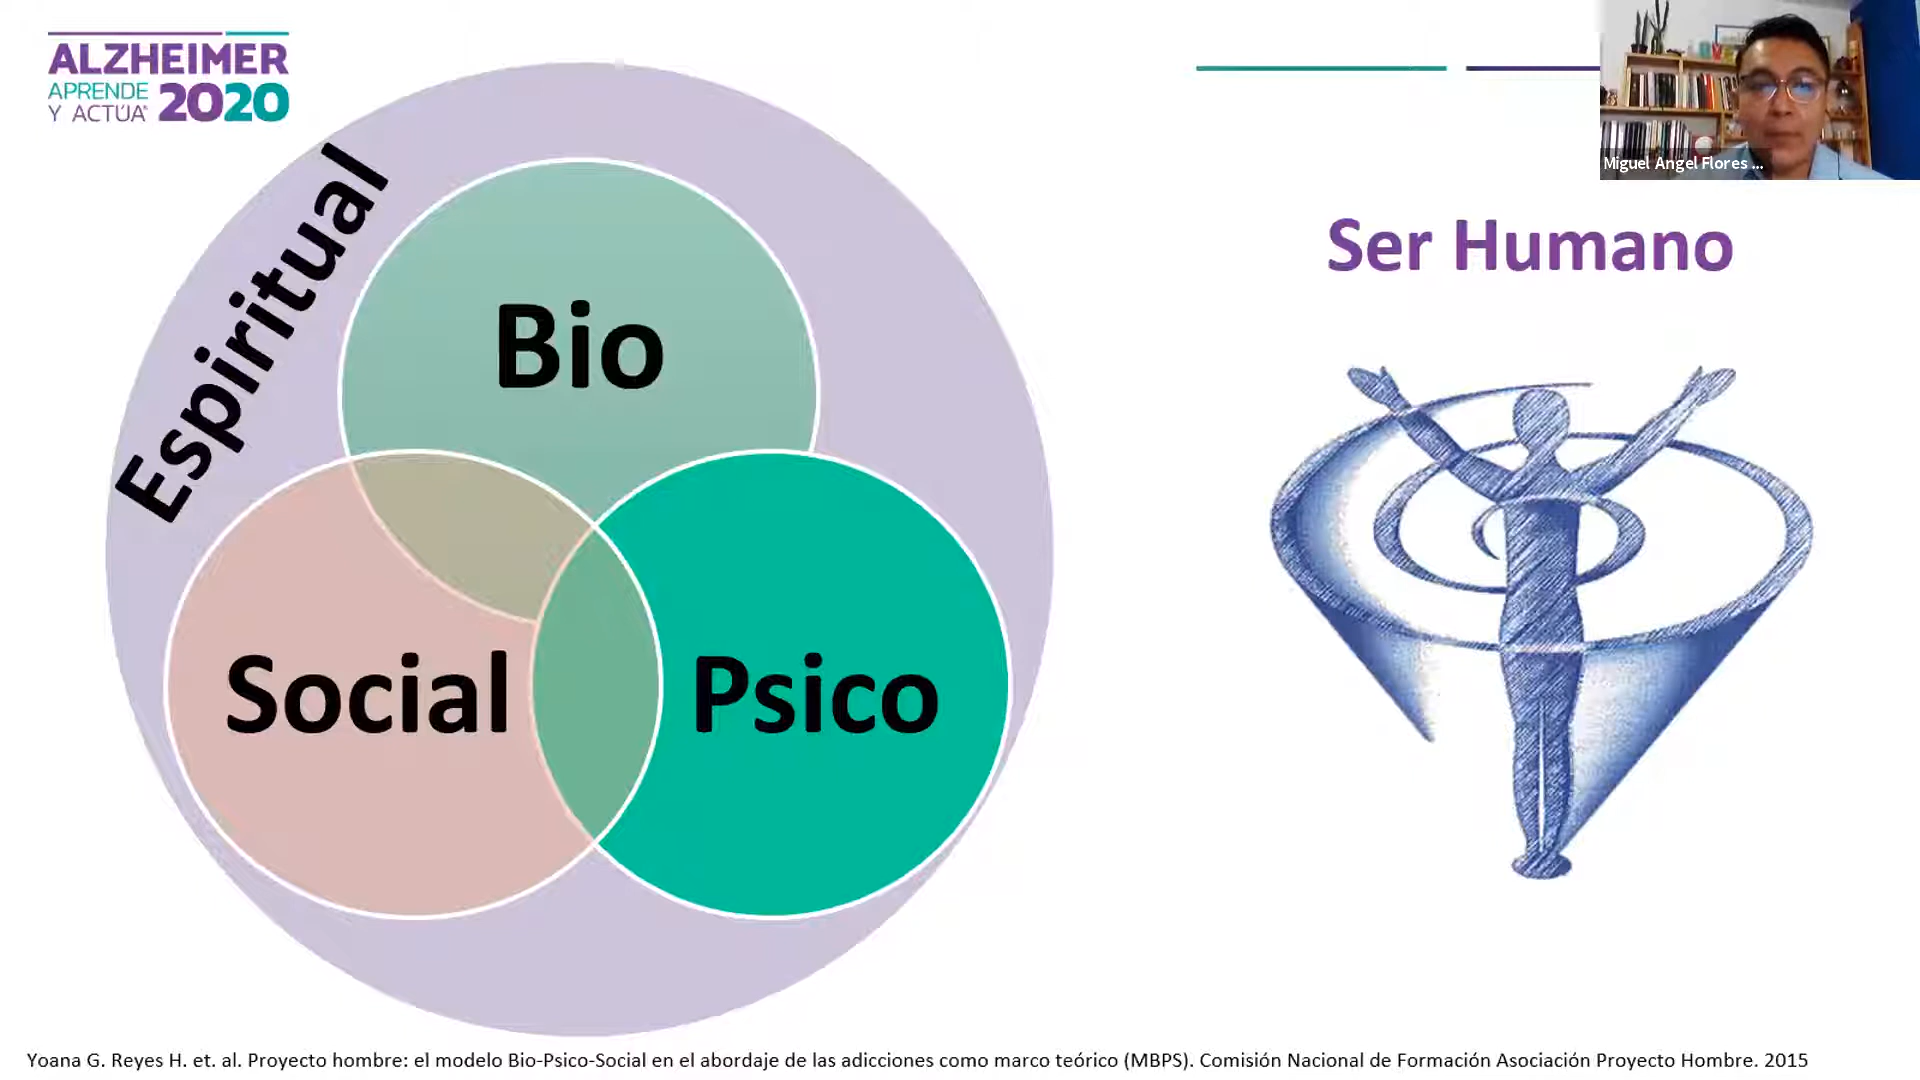 ALZHEIMER
APRENDE
Y ACTÚA 2020
Miguel Angel Flores ...
Ser Humano
Espiritual
Bio
Social
Psico
Yoana G. Reyes H. et. al. Proyecto hombre: el modelo Bio-Psico-Social en el abordaje de las adicciones como marco teórico (MBPS). Comisión Nacional de Formación Asociación Proyecto Hombre. 2015